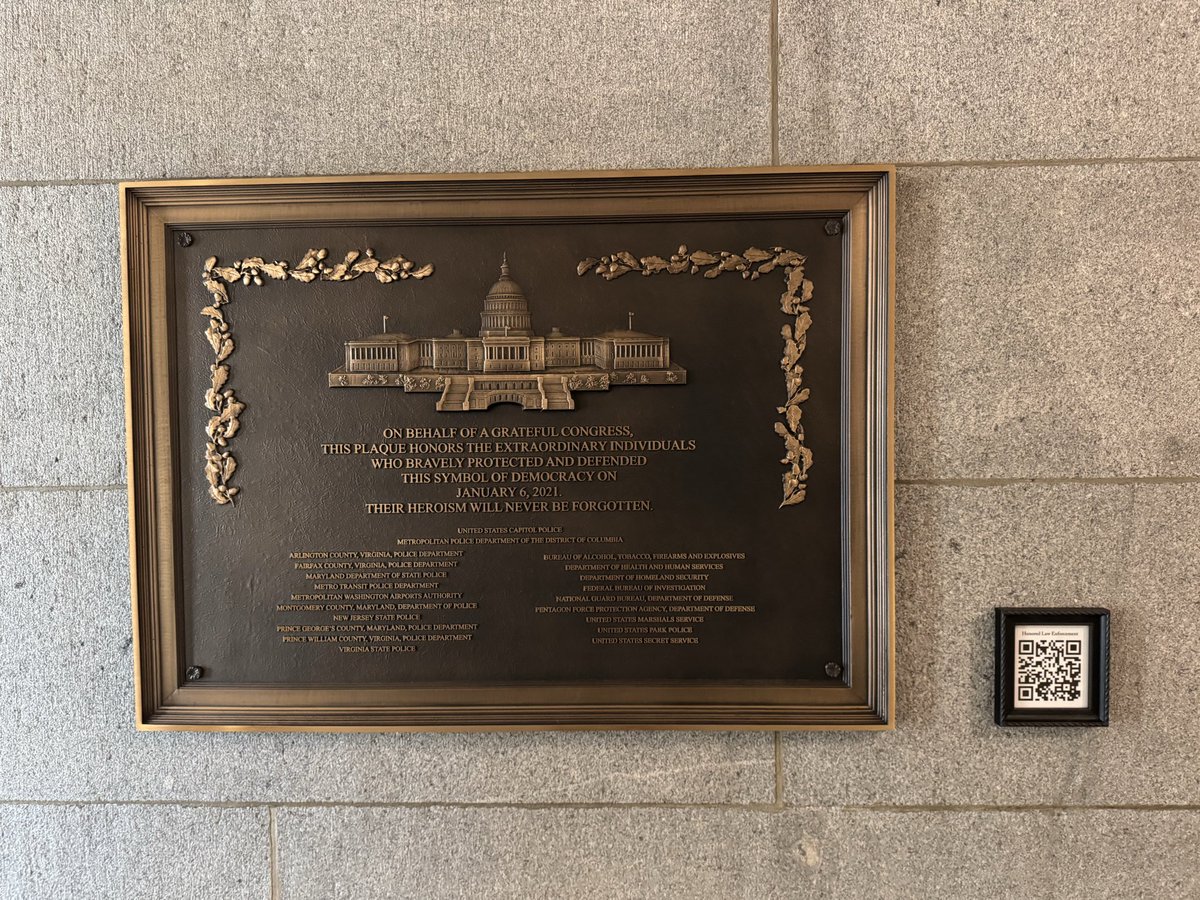 ON BEHALF OF A GRATEFUL CONGRESS,
THIS PLAQUE HONORS THE EXTRAORDINARY INDIVIDUALS
WHO BRAVELY PROTECTED AND DEFENDED
THIS SYMBOL OF DEMOCRACY ON
JANUARY 6, 2021.
THEIR HEROISM WILL NEVER BE FORGOTTEN.
UNITED STATES CAPITOL POLICE
METROPOLITAN POLICE DEPARTMENT OF THE DISTRICT OF COLUMBIA
ARLINGTON COUNTY, VIRGINIA, POLICE DEPARTMENT
FAIRFAX COUNTY, VIRGINIA, POLICE DEPARTMENT
MARYLAND DEPARTMENT OF STATE POLICE
METRO TRANSIT POLICE DEPARTMENT
METROPOLITAN WASHINGTON AIRPORTS AUTHORITY
MONTGOMERY COUNTY, MARYLAND, DEPARTMENT OF POLICE
NEW JERSEY STATE POLICE
PRINCE GEORGE'S COUNTY, MARYLAND, POLICE DEPARTMENT
PRINCE WILLIAM COUNTY, VIRGINIA, POLICE DEPARTMENT
VIRGINIA STATE POLICE
BUREAU OF ALCOHOL, TOBACCO, FIREARMS AND EXPLOSIVES
DEPARTMENT OF HEALTH AND HUMAN SERVICES
DEPARTMENT OF HOMELAND SECURITY
FEDERAL BUREAU OF INVESTIGATION
NATIONAL GUARD BUREAU, DEPARTMENT OF DEFENSE
PENTAGON FORCE PROTECTION AGENCY, DEPARTMENT OF DEFENSE
UNITED STATES MARSHALS SERVICE
UNITED STATES PARK POLICE
UNITED STATES SECRET SERVICE
Honored Law Enforcement